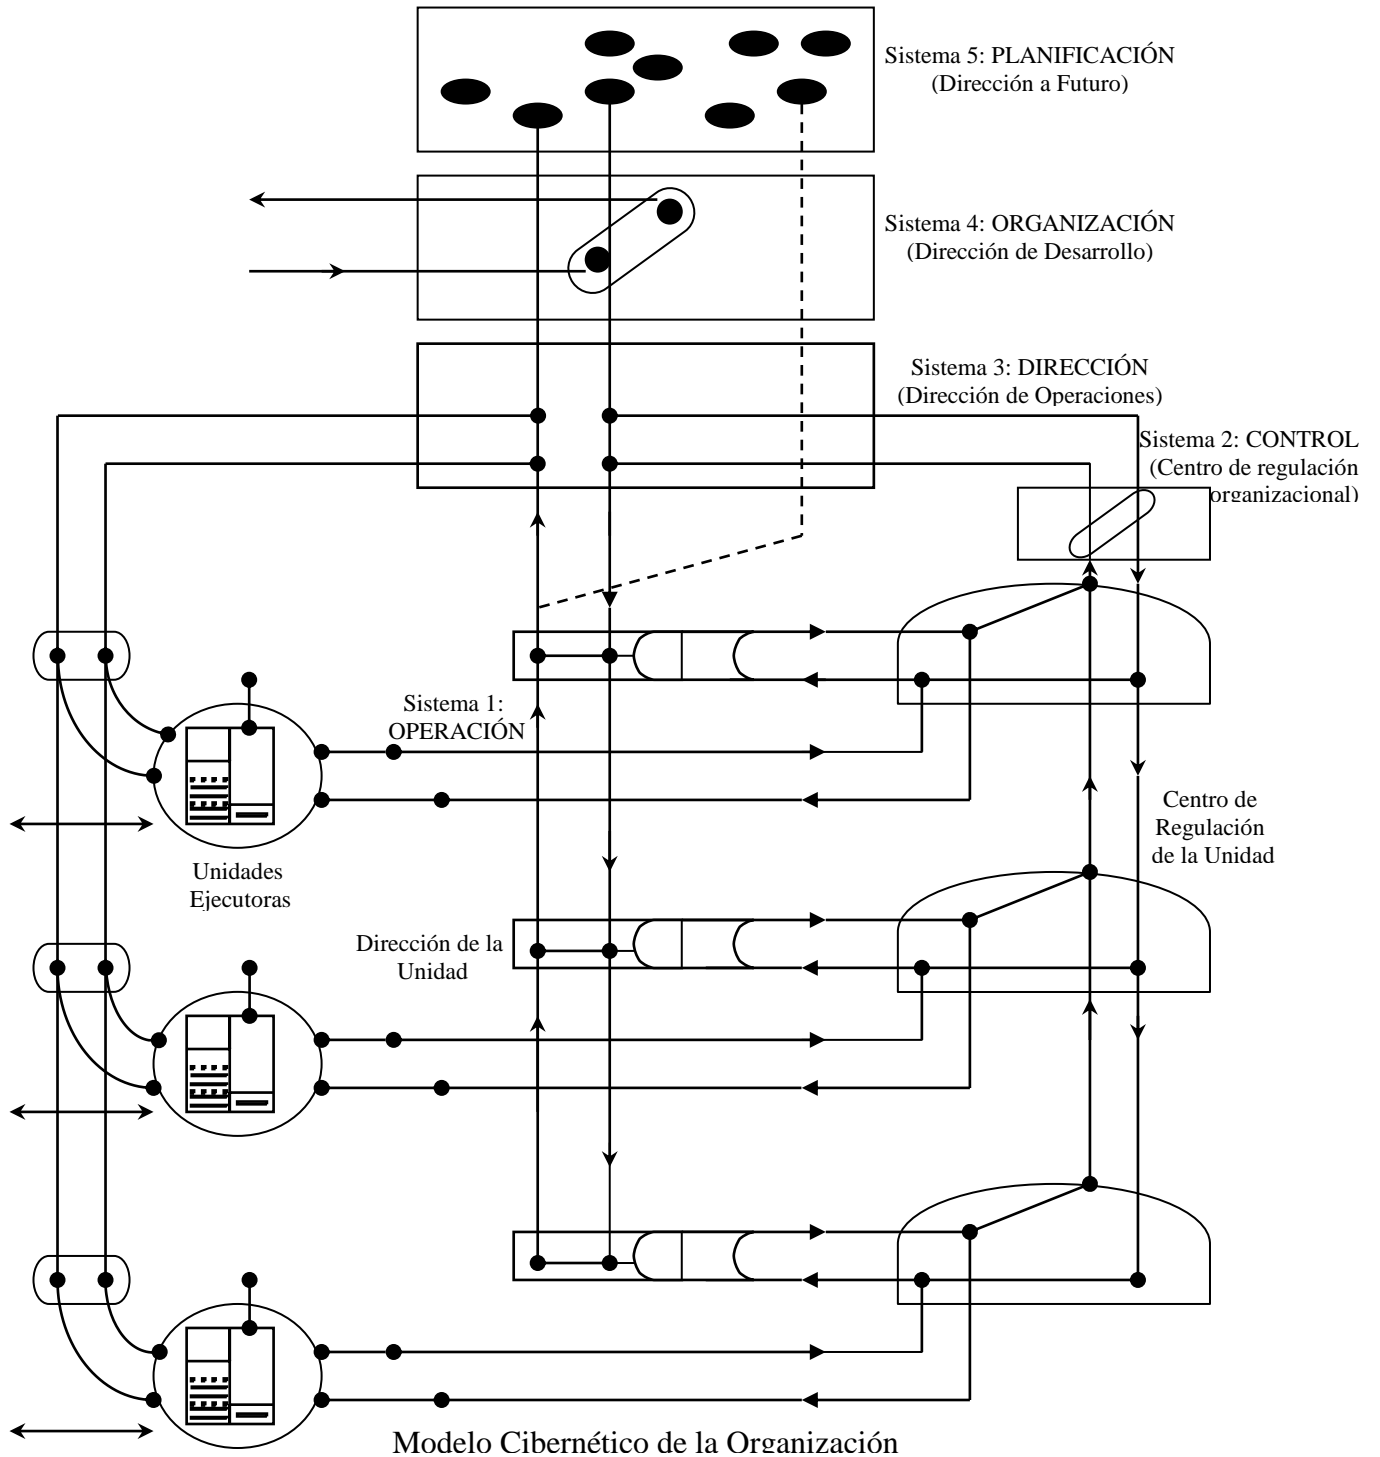 Sistema 5: PLANIFICACIÓN
(Dirección a Futuro)
Sistema 4: ORGANIZACIÓN
(Dirección de Desarrollo)
Sistema 3: DIRECCIÓN
(Dirección de Operaciones)
Sistema 2: CONTROL
(Centro de regulación
organizacional)
Sistema 1:
OPERACIÓN
Centro de
Regulación
de la Unidad
Unidades
Ejecutoras
Dirección de la
Unidad
Modelo Cibernético de la Organización